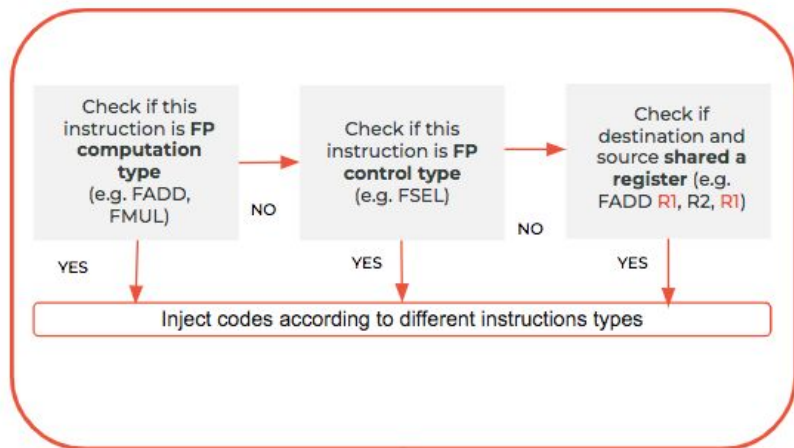 Check if this
instruction is FP
computation
type
(e.g. FADD,
FMUL)
NO
Check if this
instruction is FP
control type
(e.g. FSEL)
NO
Check if
destination and
source shared a
register (e.g.
FADD R1, R2, R1)
YES
YES
YES
Inject codes according to different instructions types